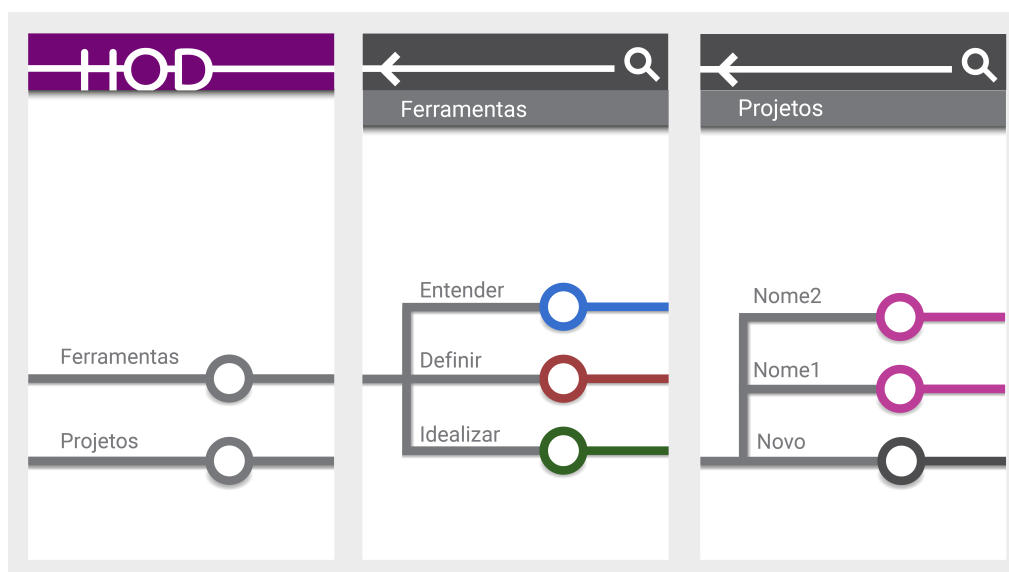 HOD
Ferramentas
Projetos
Ferramentas
Entender
Definir
Idealizar
Projetos
Nome2
Nome1
Novo